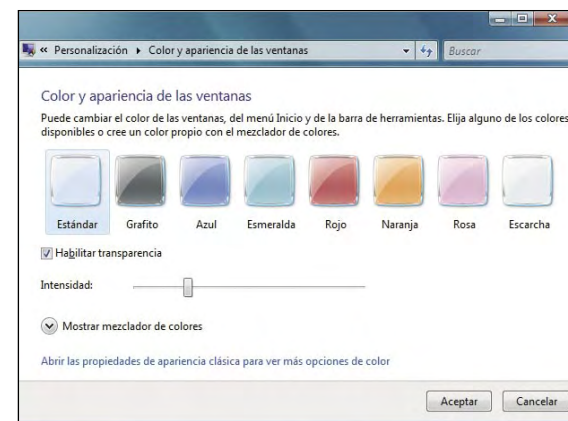 « Personalización ▸ Color y apariencia de las ventanas
Buscar
Color y apariencia de las ventanas
Puede cambiar el color de las ventanas, del menú Inicio y de la barra de herramientas. Elija alguno de los colores
disponibles o cree un color propio con el mezclador de colores.
Estándar Grafito Azul Esmeralda Rojo Naranja Rosa Escarcha
Habilitar transparencia
Intensidad:
Mostrar mezclador de colores
Abrir las propiedades de apariencia clásica para ver más opciones de color
Aceptar Cancelar